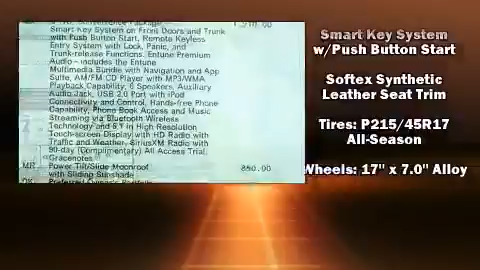 Convenience Package
Smart Key System on Front Doors and Trunk
with Push Button Start, Remote Keyless
Entry System with Lock, Panic, and
Trunk-release Functions, Entune Premium
Audio - includes the Entune
Multimedia Bundle with Navigation and App
Suite, AM/FM CD Player with MP3/WMA
Playback Capability, 6 Speakers, Auxiliary
Audio Jack, USB 2.0 Port with iPod
Connectivity and Control, Hands-free Phone
Capability, Phone Book Access and Music
Streaming via Bluetooth Wireless
Technology and 6.1 in High Resolution
Touch-screen Display with HD Radio with
Traffic and Weather, SiriusXM Radio with
90-day (Complimentary) All Access Trial,
Gracenotes
MR Power Tilt/Slide Moonroof 850.00
with Sliding Sunshade
Smart Key System
w/Push Button Start
Softex Synthetic
Leather Seat Trim
Tires: P215/45R17
All-Season
Wheels: 17" x 7.0" Alloy